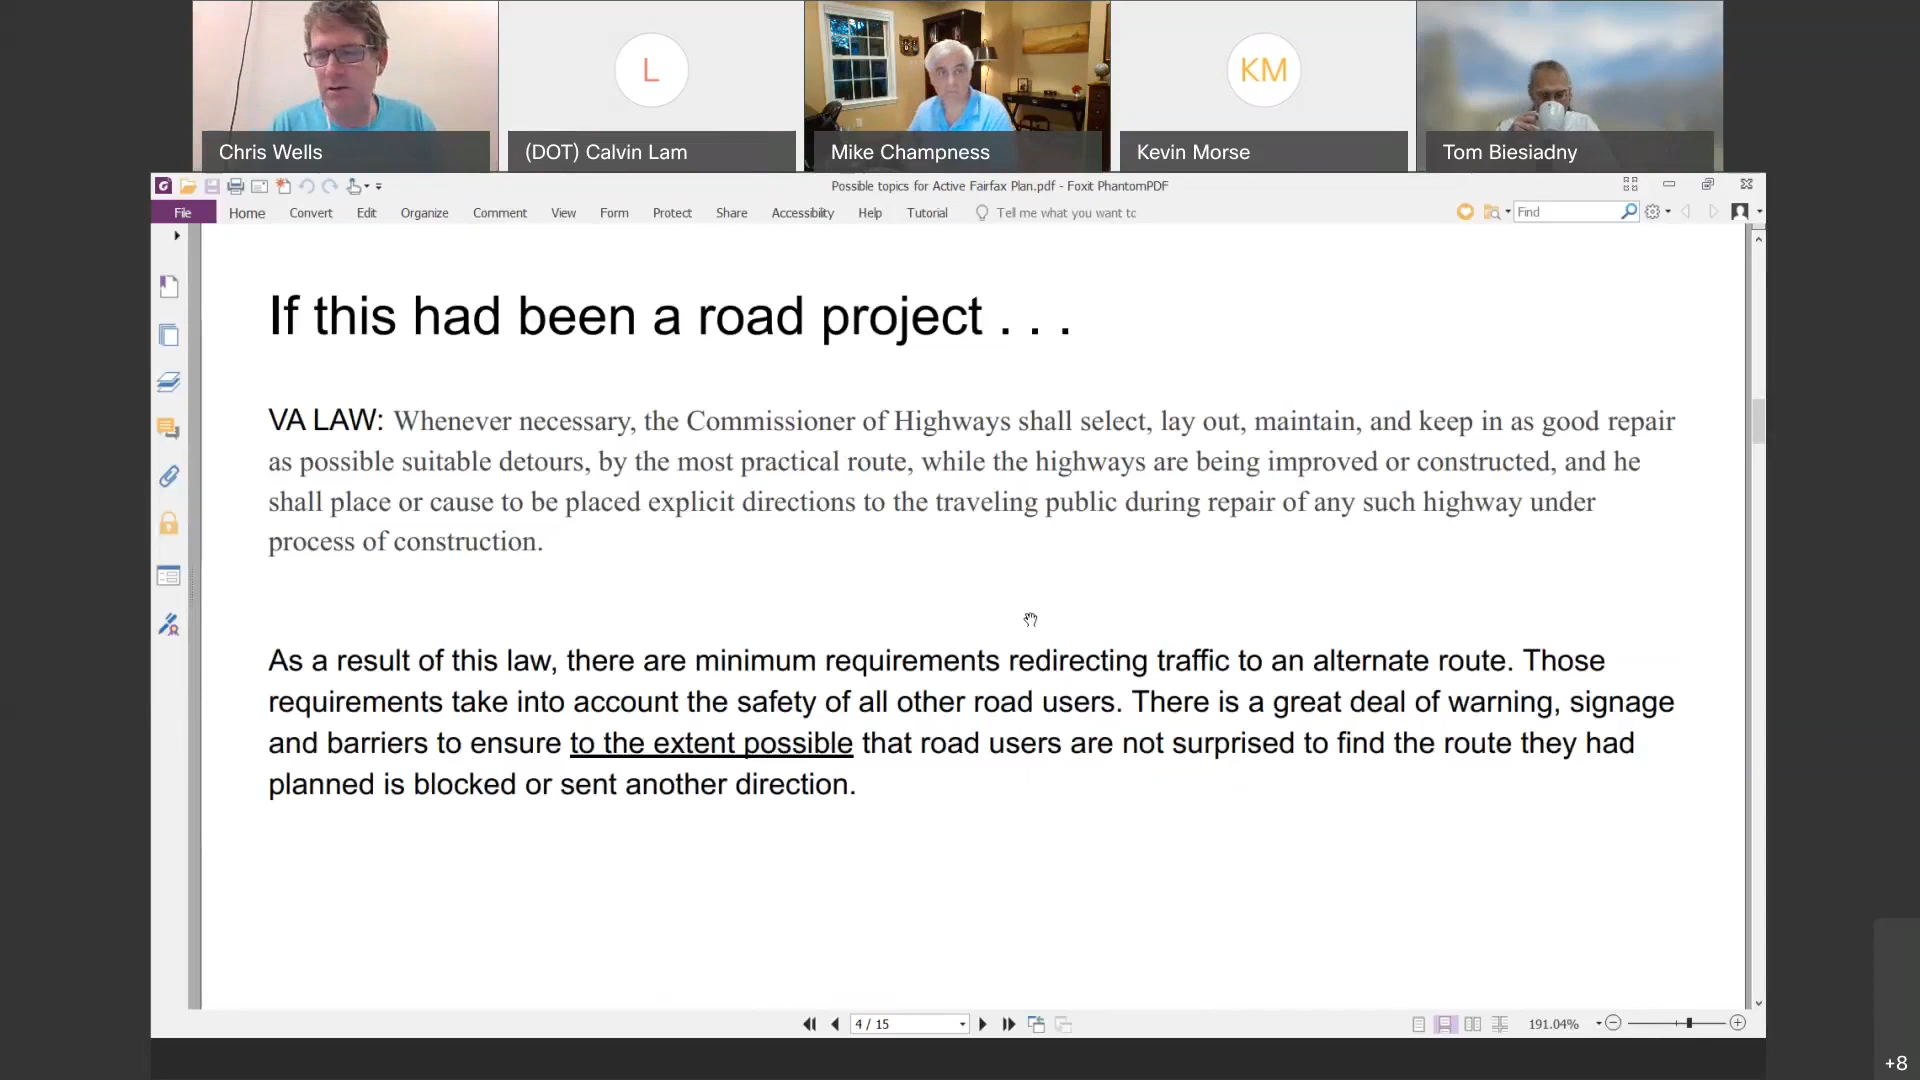 L
KM
Chris Wells
(DOT) Calvin Lam
Mike Champness
Kevin Morse
Tom Biesiadny
Possible topics for Active Fairfax Plan.pdf - Foxit PhantomPDF
File Home Convert Edit Organize Comment View Form Protect Share Accessibility Help Tutorial Tell me what you want tc Find
If this had been a road project . . .
VA LAW: Whenever necessary, the Commissioner of Highways shall select, lay out, maintain, and keep in as good repair
as possible suitable detours, by the most practical route, while the highways are being improved or constructed, and he
shall place or cause to be placed explicit directions to the traveling public during repair of any such highway under
process of construction.
As a result of this law, there are minimum requirements redirecting traffic to an alternate route. Those
requirements take into account the safety of all other road users. There is a great deal of warning, signage
and barriers to ensure to the extent possible that road users are not surprised to find the route they had
planned is blocked or sent another direction.
4 / 15
191.04%
+8